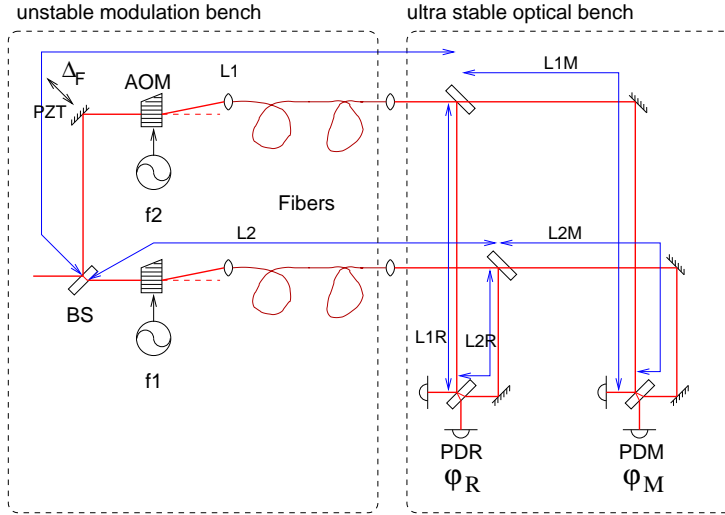 unstable modulation bench
ultra stable optical bench
L1
L1M
ΔF
AOM
PZT
f2
Fibers
L2
L2M
BS
L1R
L2R
f1
PDR
PDM
φR
φM